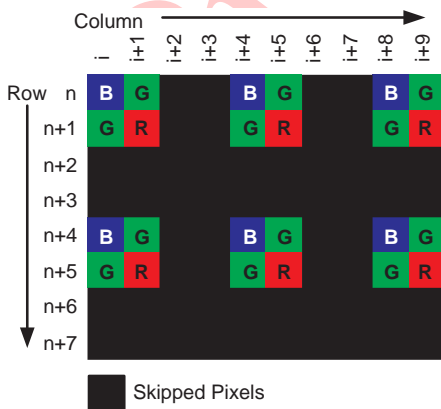 Column
i i+1 i+2 i+3 i+4 i+5 i+6 i+7 i+8 i+9
Row n B G B G B G
n+1 G R G R G R
n+2
n+3
n+4 B G B G B G
n+5 G R G R G R
n+6
n+7
Skipped Pixels